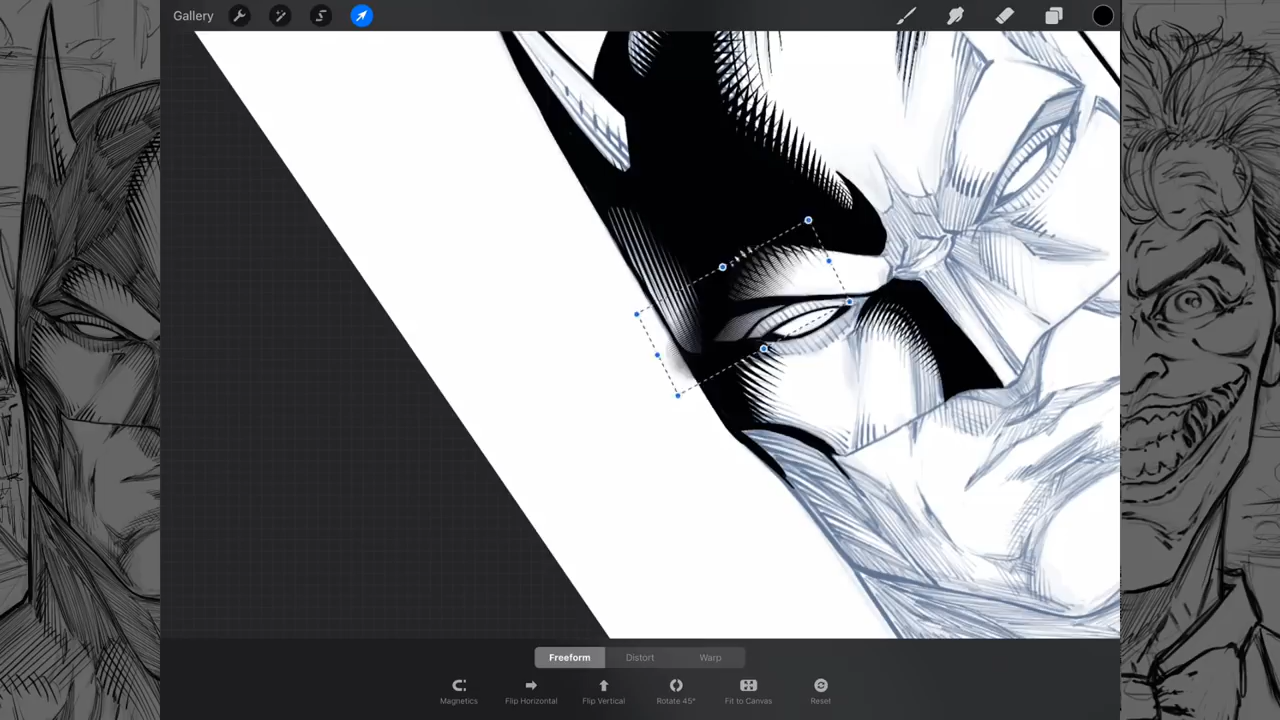 Gallery
Freeform Distort Warp
Magnetics Flip Horizontal Flip Vertical Rotate 45° Fit to Canvas Reset